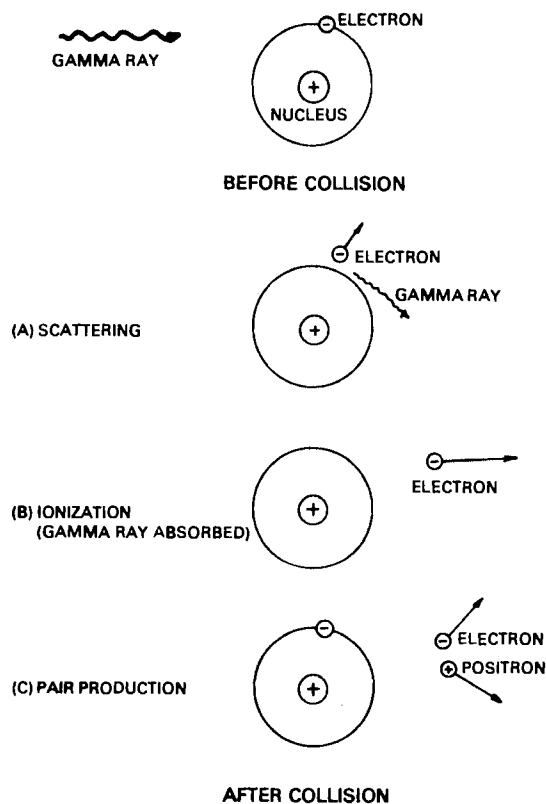 ELECTRON
GAMMA RAY
+
NUCLEUS
BEFORE COLLISION
ELECTRON
GAMMA RAY
(A) SCATTERING
+
ELECTRON
(B) IONIZATION
(GAMMA RAY ABSORBED)
+
ELECTRON
+ POSITRON
(C) PAIR PRODUCTION
+
AFTER COLLISION